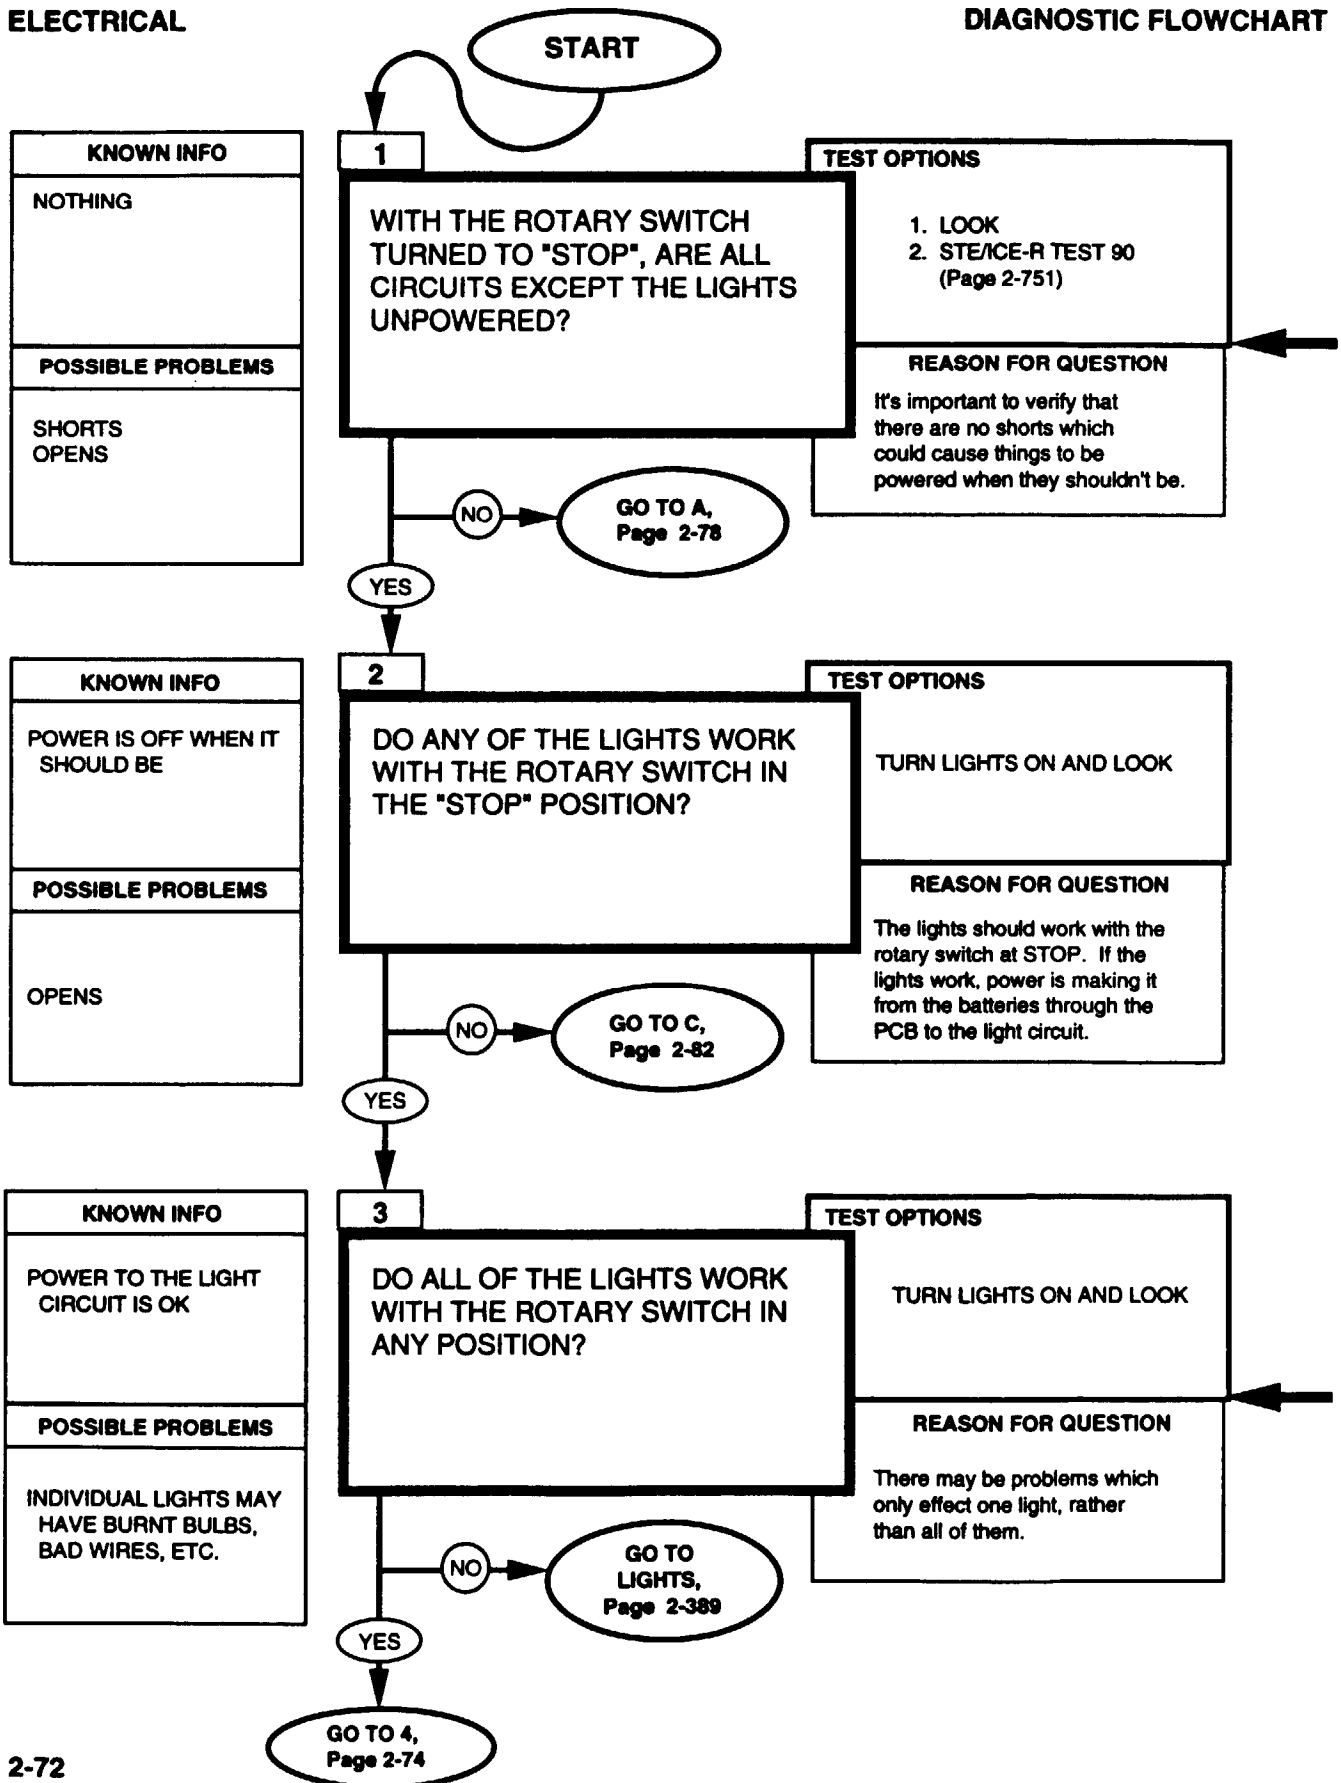 ELECTRICAL
DIAGNOSTIC FLOWCHART
START
KNOWN INFO
NOTHING
POSSIBLE PROBLEMS
SHORTS
OPENS
1
WITH THE ROTARY SWITCH
TURNED TO "STOP", ARE ALL
CIRCUITS EXCEPT THE LIGHTS
UNPOWERED?
TEST OPTIONS
1. LOOK
2. STE/ICE-R TEST 90
(Page 2-751)
REASON FOR QUESTION
It's important to verify that
there are no shorts which
could cause things to be
powered when they shouldn't be.
NO
GO TO A,
Page 2-78
YES
KNOWN INFO
POWER IS OFF WHEN IT
SHOULD BE
POSSIBLE PROBLEMS
OPENS
2
DO ANY OF THE LIGHTS WORK
WITH THE ROTARY SWITCH IN
THE "STOP" POSITION?
TEST OPTIONS
TURN LIGHTS ON AND LOOK
REASON FOR QUESTION
The lights should work with the
rotary switch at STOP. If the
lights work, power is making it
from the batteries through the
PCB to the light circuit.
NO
GO TO C,
Page 2-82
YES
KNOWN INFO
POWER TO THE LIGHT
CIRCUIT IS OK
POSSIBLE PROBLEMS
INDIVIDUAL LIGHTS MAY
HAVE BURNT BULBS,
BAD WIRES, ETC.
3
DO ALL OF THE LIGHTS WORK
WITH THE ROTARY SWITCH IN
ANY POSITION?
TEST OPTIONS
TURN LIGHTS ON AND LOOK
REASON FOR QUESTION
There may be problems which
only effect one light, rather
than all of them.
NO
GO TO
LIGHTS,
Page 2-389
YES
GO TO 4,
Page 2-74
2-72